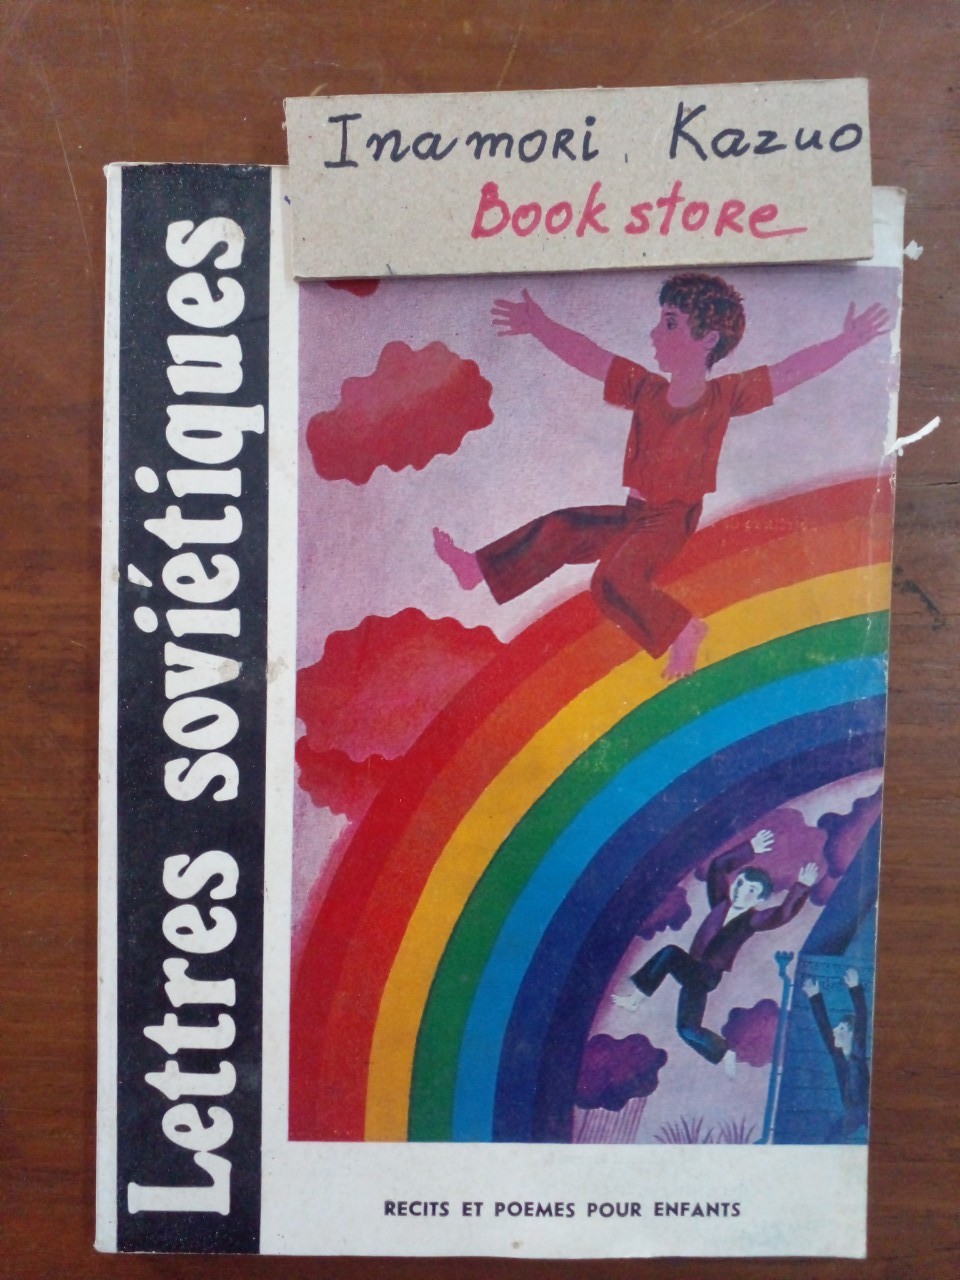 Inamori Kazuo
Book store
Lettres soviétiques
RECITS ET POEMES POUR ENFANTS